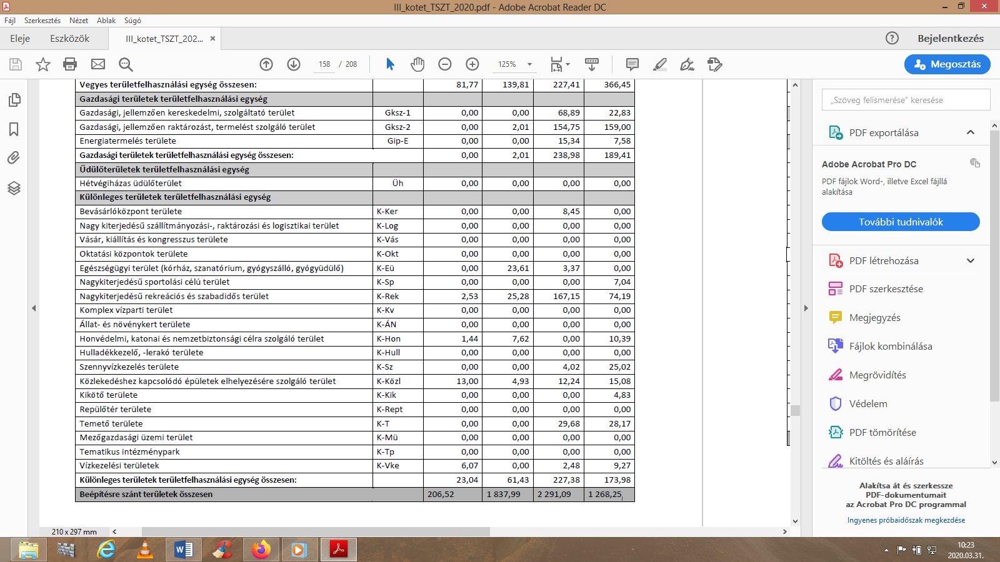 III_kotet_TSZT_2020.pdf - Adobe Acrobat Reader DC
Fájl Szerkesztés Nézet Ablak Súgó
Eleje Eszközök III_kotet_TSZT_202... × ? Bejelentkezés
158 / 208 125% Megosztás
Vegyes területfelhasználási egység összesen: 81,77 139,81 227,41 366,45
Gazdasági területek területfelhasználási egység
Gazdasági, jellemzően kereskedelmi, szolgáltató terület Gksz-1 0,00 0,00 68,89 22,83
Gazdasági, jellemzően raktározást, termelést szolgáló terület Gksz-2 0,00 2,01 154,75 159,00
Energiatermelés területe Gip-E 0,00 0,00 15,34 7,58
Gazdasági területek területfelhasználási egység összesen: 0,00 2,01 238,98 189,41
Üdülőterületek területfelhasználási egység
Hétvégiházas üdülőterület Üh 0,00 0,00 0,00 0,00
Különleges területek területfelhasználási egység
Bevásárlóközpont területe K-Ker 0,00 0,00 8,45 0,00
Nagy kiterjedésű szállítmányozási-, raktározási és logisztikai terület K-Log 0,00 0,00 0,00 0,00
Vásár, kiállítás és kongresszus területe K-Vás 0,00 0,00 0,00 0,00
Oktatási központok területe K-Okt 0,00 0,00 0,00 0,00
Egészségügyi terület (kórház, szanatórium, gyógyszálló, gyógyüdülő) K-Eü 0,00 23,61 3,37 0,00
Nagykiterjedésű sportolási célú terület K-Sp 0,00 0,00 0,00 7,04
Nagykiterjedésű rekreációs és szabadidős terület K-Rek 2,53 25,28 167,15 74,19
Komplex vízparti terület K-Kv 0,00 0,00 0,00 0,00
Állat- és növénykert területe K-ÁN 0,00 0,00 0,00 0,00
Honvédelmi, katonai és nemzetbiztonsági célra szolgáló terület K-Hon 1,44 7,62 0,00 10,39
Hulladékkezelő, -lerakó területe K-Hull 0,00 0,00 0,00 0,00
Szennyvízkezelés területe K-Sz 0,00 0,00 4,02 25,02
Közlekedéshez kapcsolódó épületek elhelyezésére szolgáló terület K-Közl 13,00 4,93 12,24 15,08
Kikötő területe K-Kik 0,00 0,00 0,00 4,83
Repülőtér területe K-Rept 0,00 0,00 0,00 0,00
Temető területe K-T 0,00 0,00 29,68 28,17
Mezőgazdasági üzemi terület K-Mü 0,00 0,00 0,00 0,00
Tematikus intézménypark K-Tp 0,00 0,00 0,00 0,00
Vízkezelési területek K-Vke 6,07 0,00 2,48 9,27
Különleges területek területfelhasználási egység összesen: 23,04 61,43 227,38 173,98
Beépítésre szánt területek összesen 206,52 1 837,99 2 291,09 1 268,25
210 x 297 mm
„Szöveg felismerése” keresése
PDF exportálása
Adobe Acrobat Pro DC
PDF fájlok Word-, illetve Excel fájllá
alakítása
További tudnivalók
PDF létrehozása
PDF szerkesztése
Megjegyzés
Fájlok kombinálása
Megrövidítés
Védelem
PDF tömörítése
Kitöltés és aláírás
Alakítsa át és szerkessze
PDF-dokumentumait
az Acrobat Pro DC programmal
Ingyenes próbaidőszak megkezdése
10:23
2020.03.31.